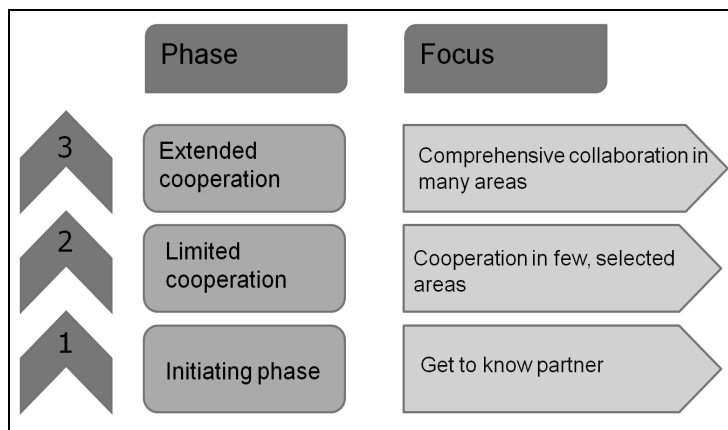 Phase
Focus
3
Extended
cooperation
Comprehensive collaboration in
many areas
2
Limited
cooperation
Cooperation in few, selected
areas
1
Initiating phase
Get to know partner